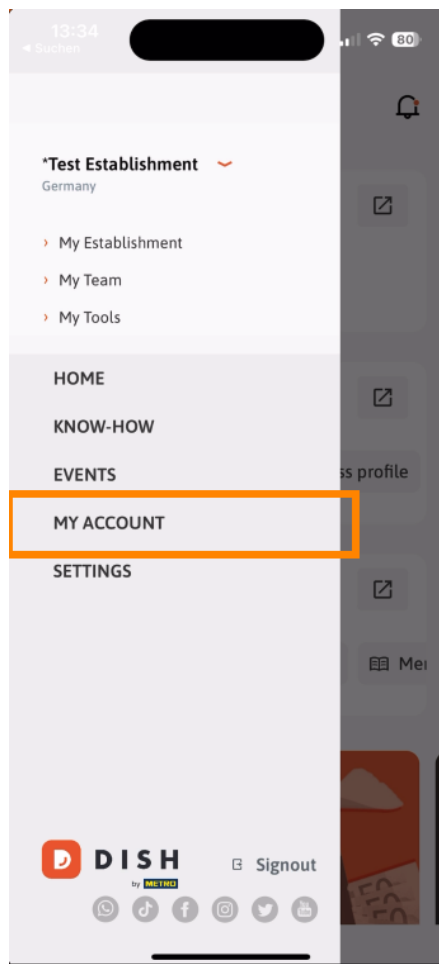 13:34
◂ Suchen
80
*Test Establishment
Germany
My Establishment
My Team
My Tools
HOME
KNOW-HOW
EVENTS
ss profile
MY ACCOUNT
SETTINGS
Me
DISH
by METRO
Signout